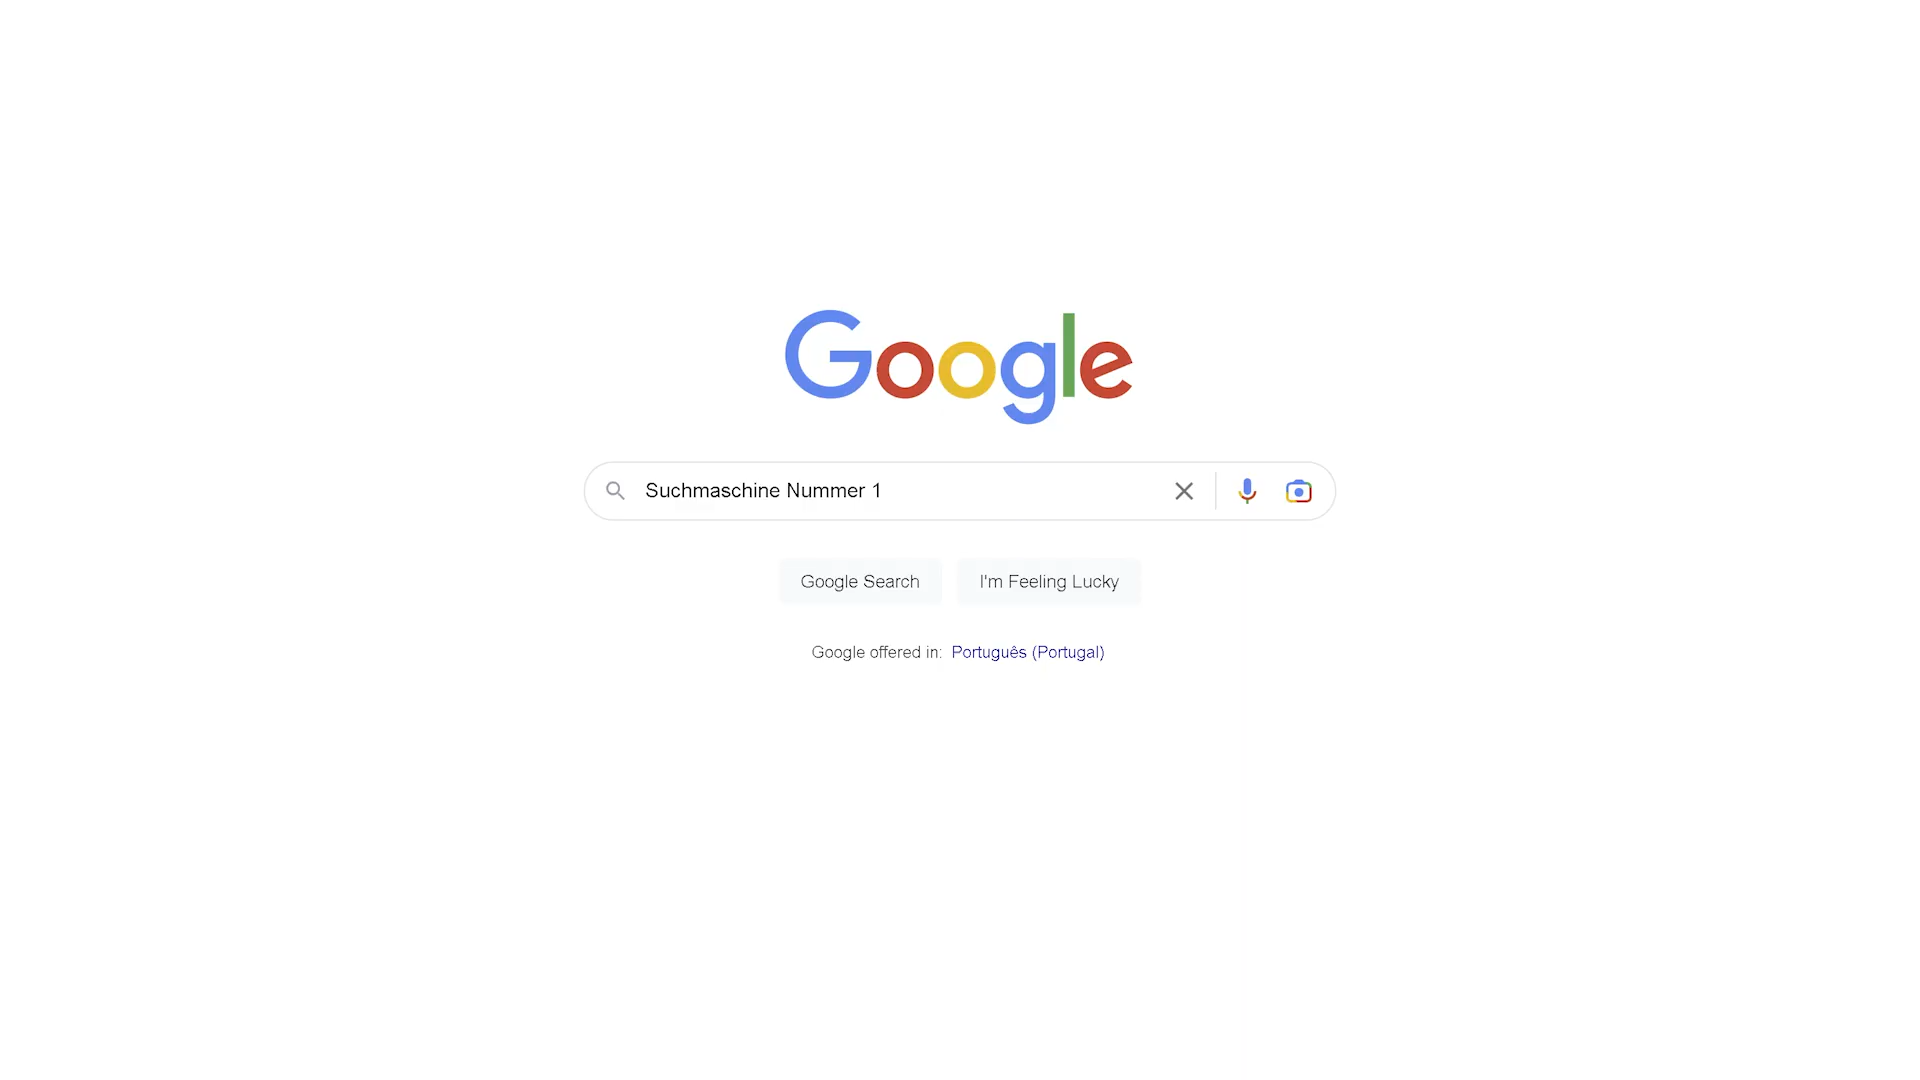 Google
Suchmaschine Nummer 1
Google Search
I'm Feeling Lucky
Google offered in: Português (Portugal)